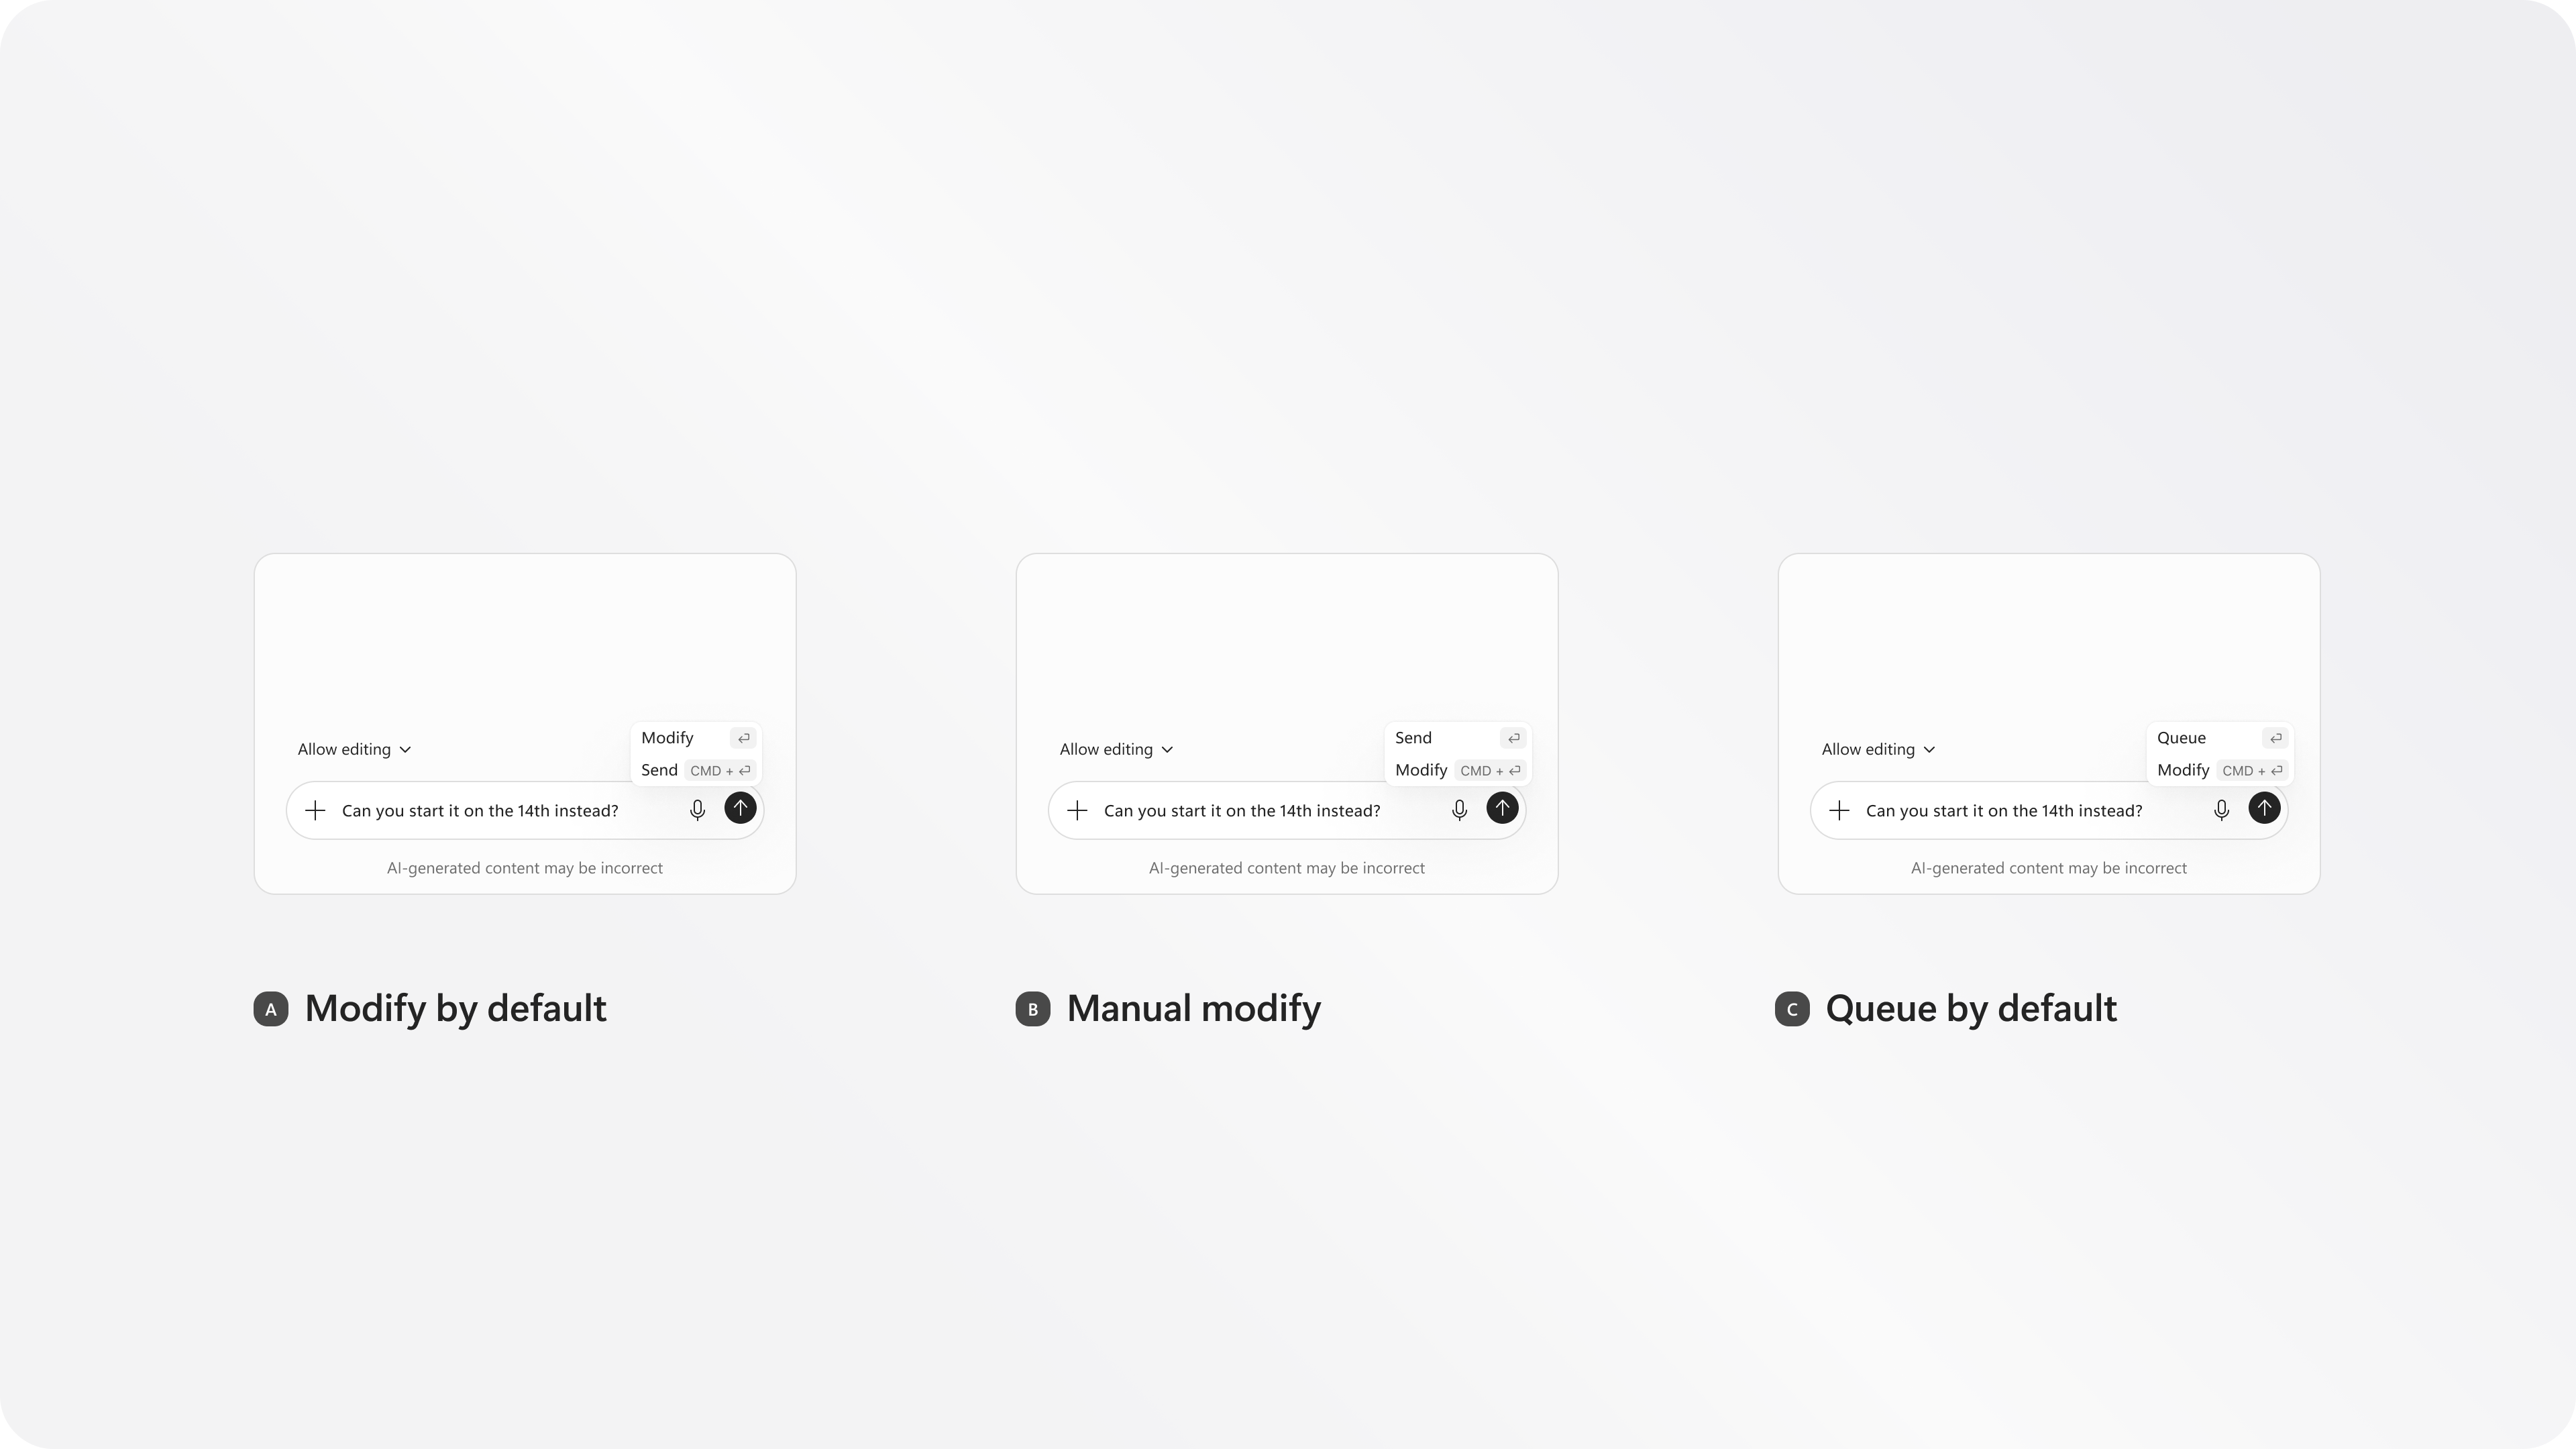 Allow editing
Modify ↵
Send CMD + ↵
Can you start it on the 14th instead?
AI-generated content may be incorrect
A Modify by default
Allow editing
Send ↵
Modify CMD + ↵
Can you start it on the 14th instead?
AI-generated content may be incorrect
B Manual modify
Allow editing
Queue ↵
Modify CMD + ↵
Can you start it on the 14th instead?
AI-generated content may be incorrect
C Queue by default